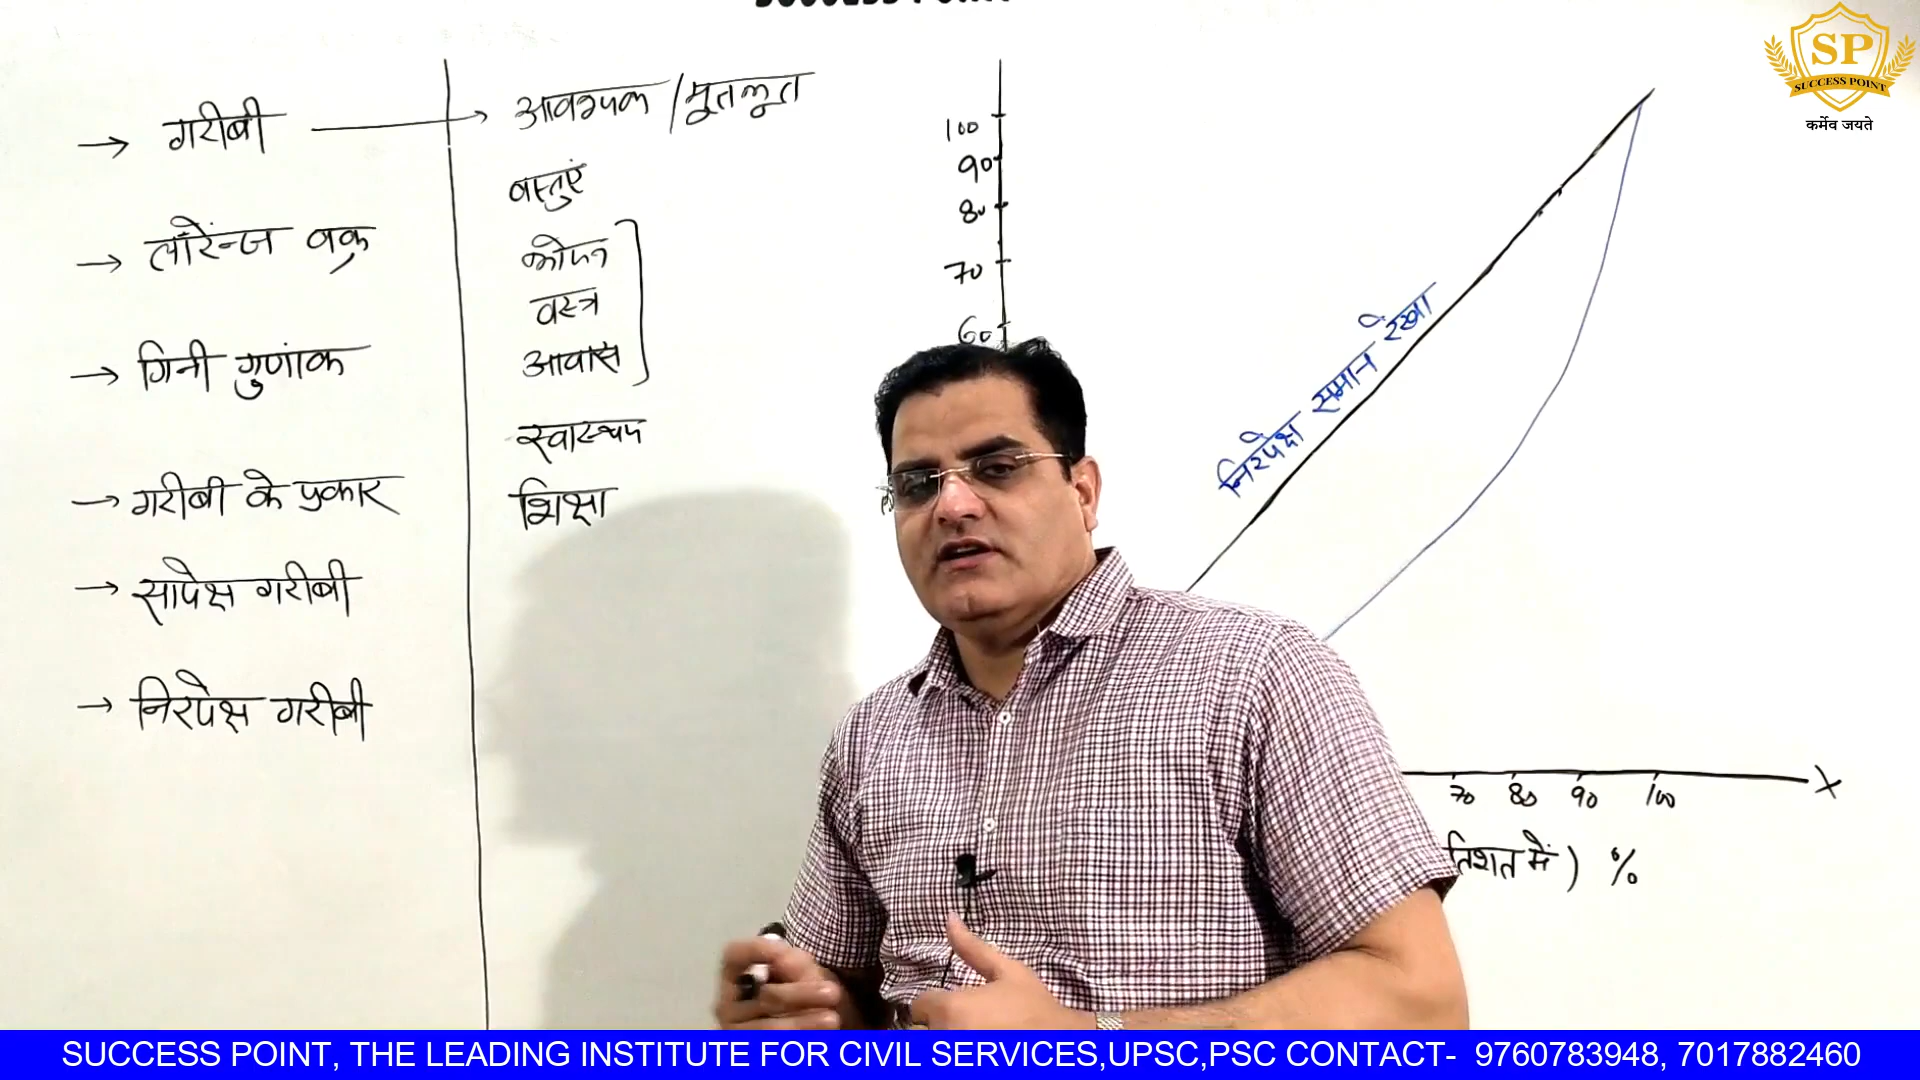 → गरीबी → आवश्यक / मूलभूत
वस्तुएं
→ लॉरेन्ज वक्र
भोजन
वस्त्र
आवास
→ गिनी गुणांक
स्वास्थ्य
शिक्षा
→ गरीबी के प्रकार
→ सापेक्ष गरीबी
→ निरपेक्ष गरीबी
100
90
80
70
60
निरपेक्ष समान रेखा
X
70 80 90 100
तिशत में ) %
SP
SUCCESS POINT
कर्मेव जयते
SUCCESS POINT, THE LEADING INSTITUTE FOR CIVIL SERVICES,UPSC,PSC CONTACT- 9760783948, 7017882460